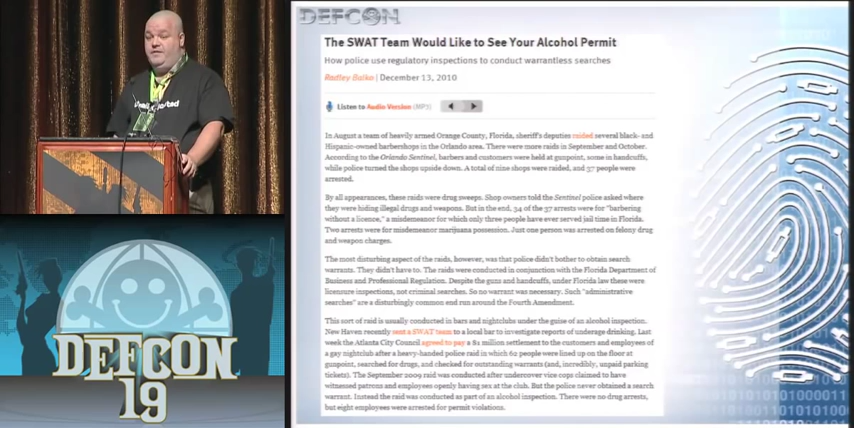 DEFCON
The SWAT Team Would Like to See Your Alcohol Permit
How police use regulatory inspections to conduct warrantless searches
Radley Balko | December 13, 2010
Listen to Audio Version (MP3)
In August a team of heavily armed Orange County, Florida, sheriff's deputies raided several black- and
Hispanic-owned barbershops in the Orlando area. There were more raids in September and October.
According to the Orlando Sentinel, barbers and customers were held at gunpoint, some in handcuffs,
while police turned the shops upside down. A total of nine shops were raided, and 37 people were
arrested.
By all appearances, these raids were drug sweeps. Shop owners told the Sentinel police asked where
they were hiding illegal drugs and weapons. But in the end, 34 of the 37 arrests were for "barbering
without a licence," a misdemeanor for which only three people have ever served jail time in Florida.
Two arrests were for misdemeanor marijuana possession. Just one person was arrested on felony drug
and weapon charges.
The most disturbing aspect of the raids, however, was that police didn't bother to obtain search
warrants. They didn't have to. The raids were conducted in conjunction with the Florida Department of
Business and Professional Regulation. Despite the guns and handcuffs, under Florida law these were
licensure inspections, not criminal searches. So no warrant was necessary. Such "administrative
searches" are a disturbingly common end run around the Fourth Amendment.
This sort of raid is usually conducted in bars and nightclubs under the guise of an alcohol inspection.
New Haven recently sent a SWAT team to a local bar to investigate reports of underage drinking. Last
week the Atlanta City Council agreed to pay a $1 million settlement to the customers and employees of
a gay nightclub after a heavy-handed police raid in which 62 people were lined up on the floor at
gunpoint, searched for drugs, and checked for outstanding warrants (and, incredibly, unpaid parking
tickets). The September 2009 raid was conducted after undercover vice cops claimed to have
witnessed patrons and employees openly having sex at the club. But the police never obtained a search
warrant. Instead the raid was conducted as part of an alcohol inspection. There were no drug arrests,
but eight employees were arrested for permit violations.
DEFCON
19